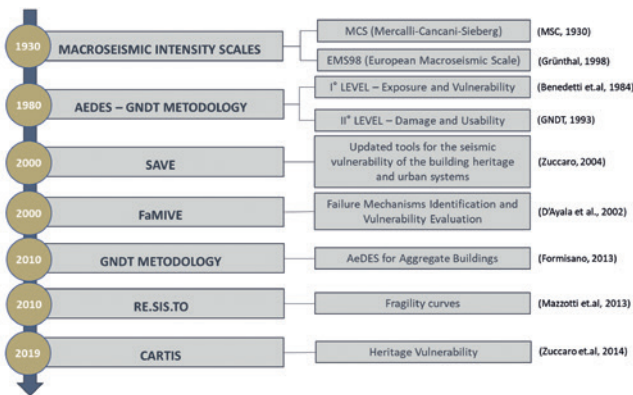 1930
MACROSEISMIC INTENSITY SCALES
MCS (Mercalli-Cancani-Sieberg)
(MSC, 1930)
EMS98 (European Macroseismic Scale)
(Grünthal, 1998)
1980
AEDES – GNDT METODOLOGY
I° LEVEL – Exposure and Vulnerability
(Benedetti et.al, 1984)
II° LEVEL – Damage and Usability
(GNDT, 1993)
2000
SAVE
Updated tools for the seismic
vulnerability of the building heritage
and urban systems
(Zuccaro, 2004)
2000
FaMIVE
Failure Mechanisms Identification and
Vulnerability Evaluation
(D'Ayala et al., 2002)
2010
GNDT METODOLOGY
AeDES for Aggregate Buildings
(Formisano, 2013)
2010
RE.SIS.TO
Fragility curves
(Mazzotti et.al, 2013)
2019
CARTIS
Heritage Vulnerability
(Zuccaro et.al, 2014)